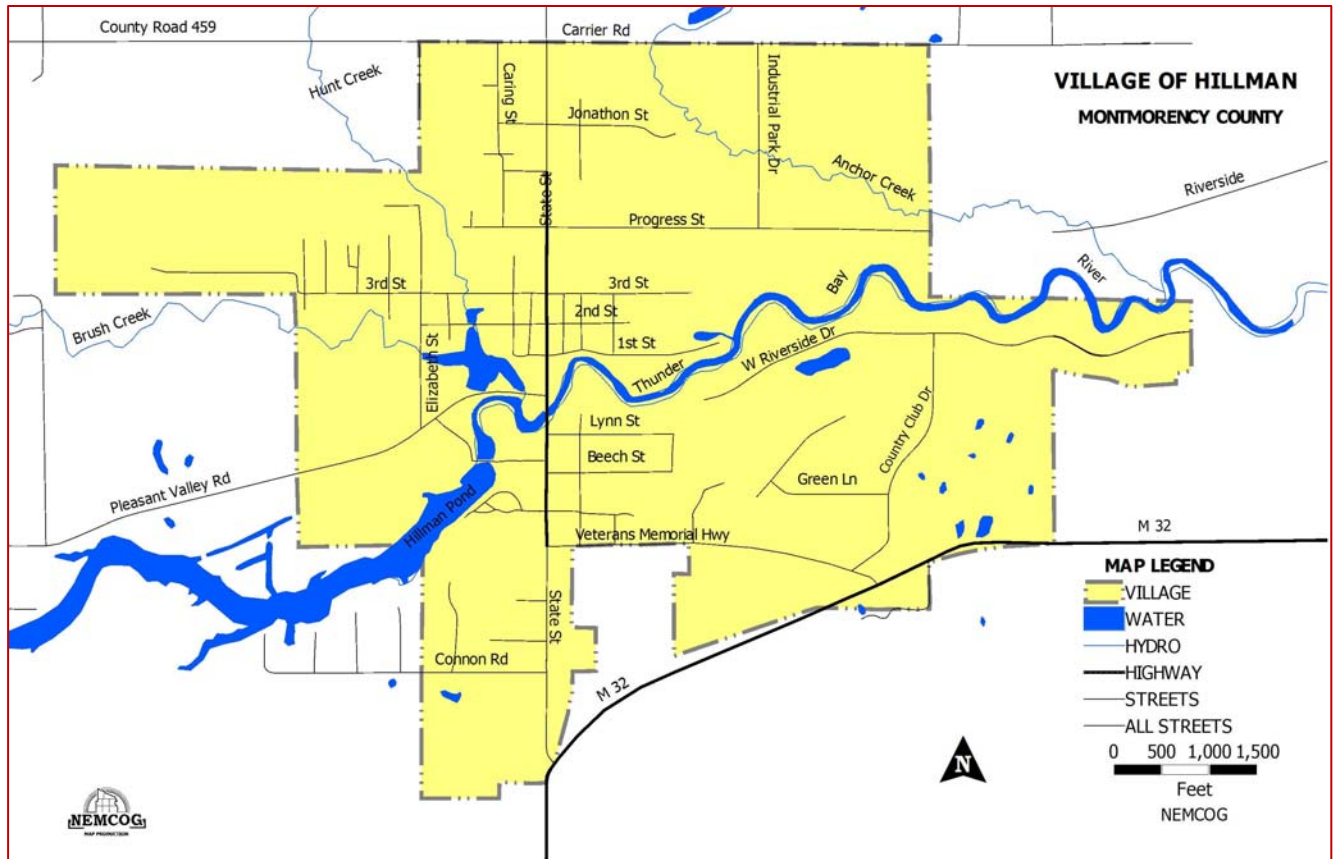 County Road 459
Carrier Rd
VILLAGE OF HILLMAN
MONTMORENCY COUNTY
Hunt Creek
Caring St
Jonathon St
Industrial Park Dr
Anchor Creek
Riverside
State St
Progress St
3rd St
3rd St
Bay
River
Brush Creek
2nd St
1st St
Elizabeth St
Thunder
W Riverside Dr
Lynn St
Beech St
Country Club Dr
Green Ln
Pleasant Valley Rd
Hillman Pond
Veterans Memorial Hwy
M 32
MAP LEGEND
VILLAGE
WATER
HYDRO
HIGHWAY
STREETS
ALL STREETS
State St
Connon Rd
M 32
0 500 1,000 1,500
Feet
NEMCOG
N
NEMCOG
MAP PRODUCTION